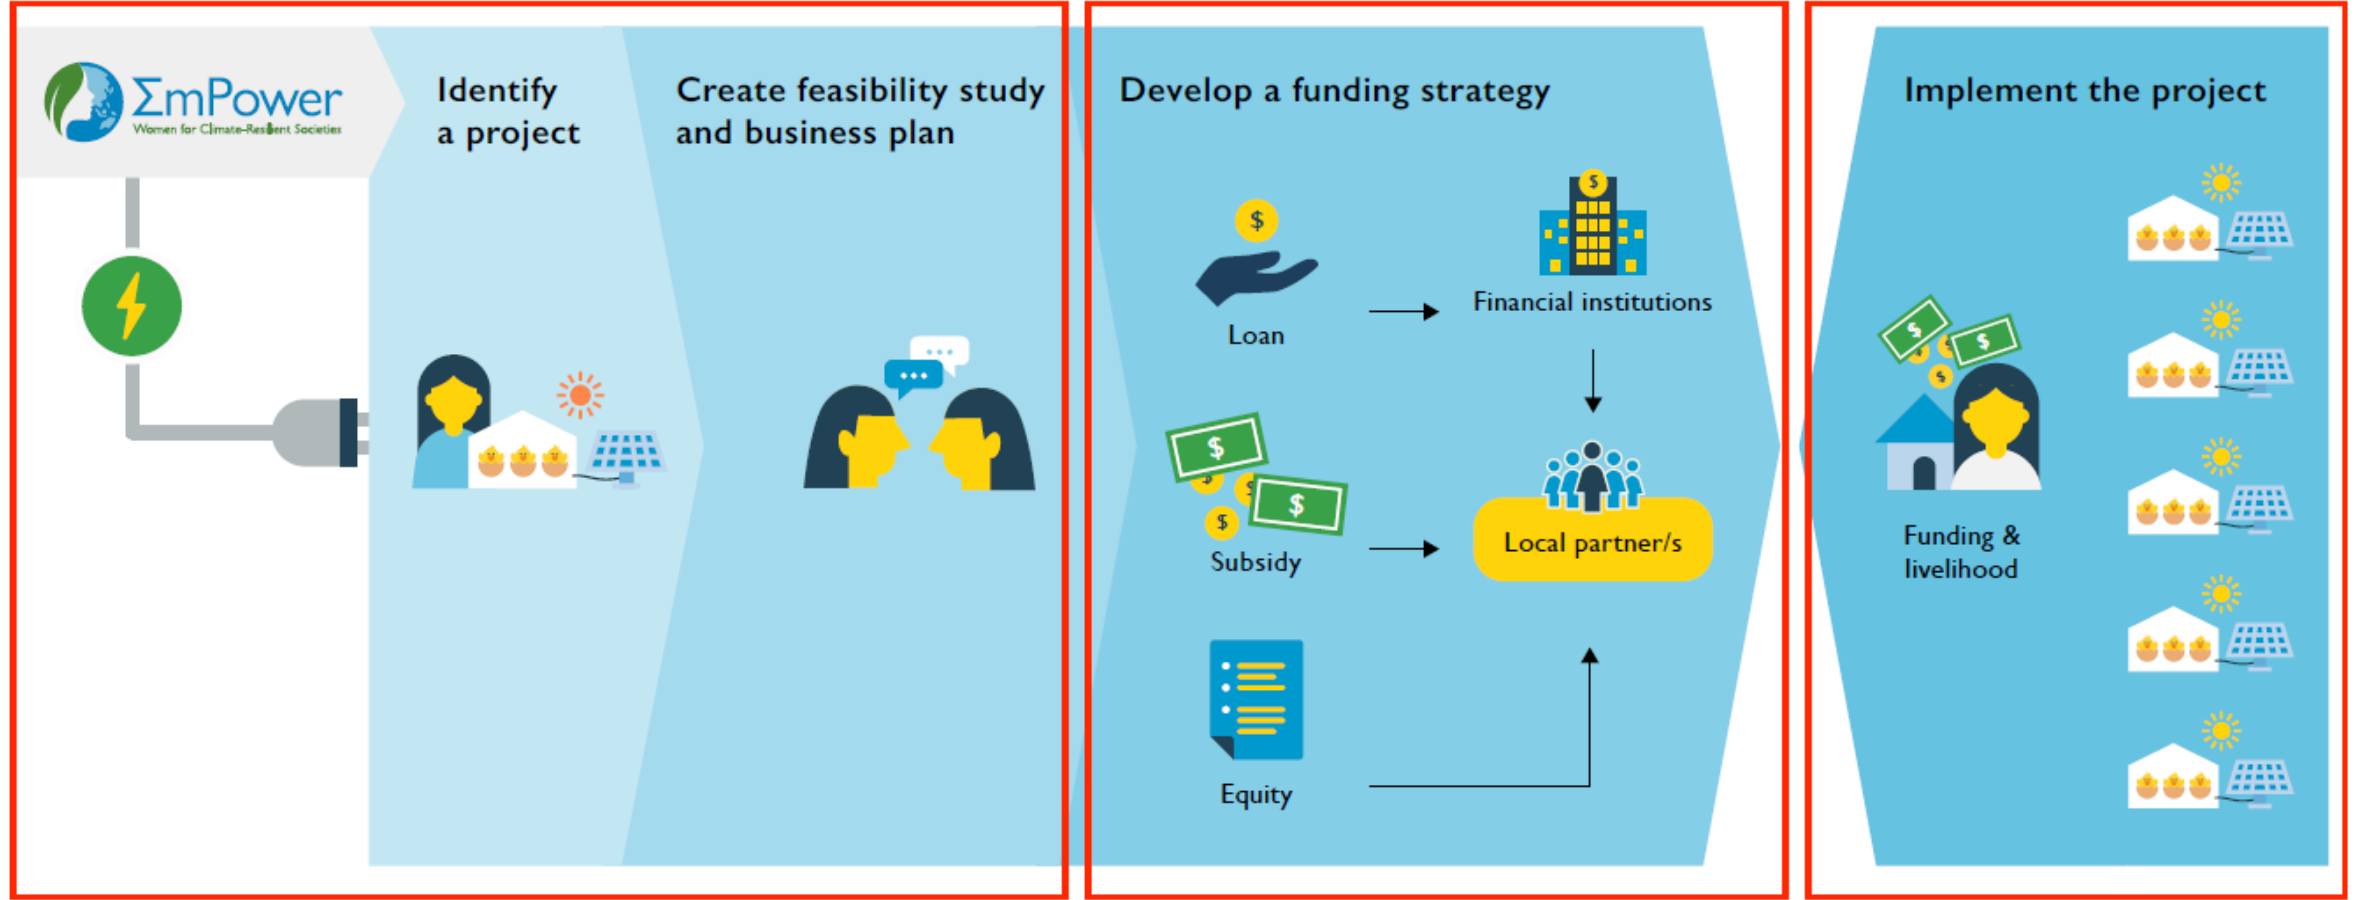 ΣmPower
Women for Climate-Resilient Societies
Identify
a project
Create feasibility study
and business plan
Develop a funding strategy
$
Loan
$
Financial institutions
$
$
$
$
$
Subsidy
Local partner/s
Equity
Implement the project
$
$
$
$
$
Funding &
livelihood